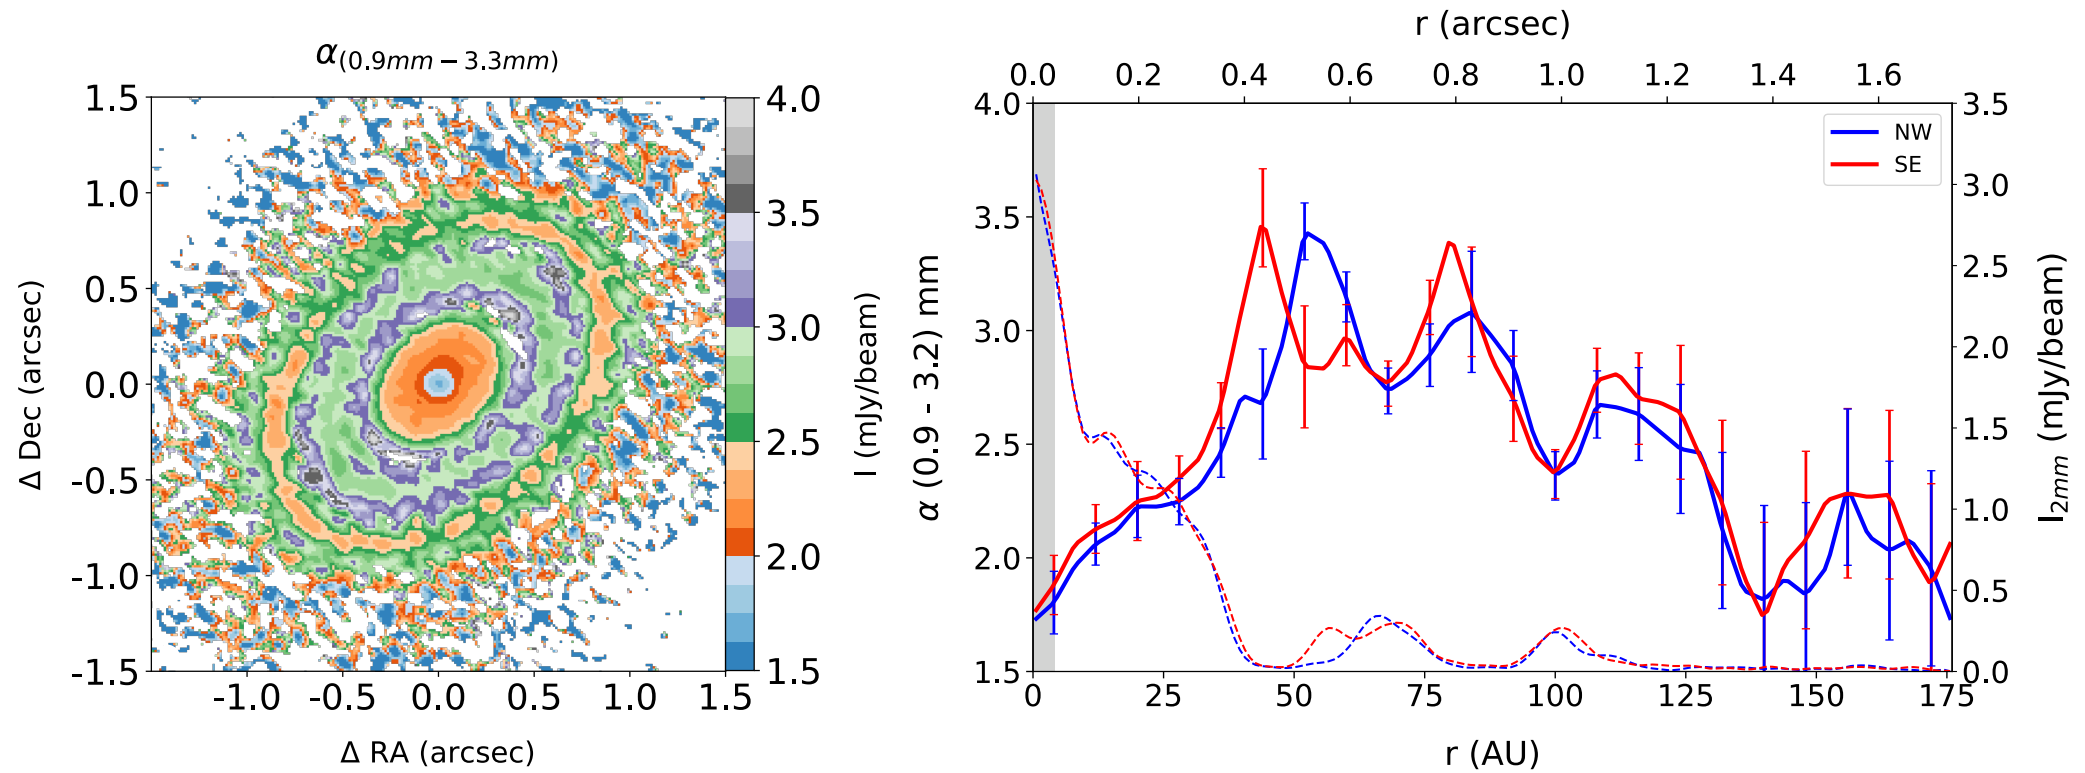 α(0.9mm − 3.3mm)
1.5
1.0
0.5
0.0
-0.5
-1.0
-1.5
Δ Dec (arcsec)
-1.0 -0.5 0.0 0.5 1.0 1.5
Δ RA (arcsec)
4.0
3.5
3.0
2.5
2.0
1.5
I (mJy/beam)
r (arcsec)
0.0 0.2 0.4 0.6 0.8 1.0 1.2 1.4 1.6
4.0
3.5
3.0
2.5
2.0
1.5
α (0.9 - 3.2) mm
NW
SE
3.5
3.0
2.5
2.0
1.5
1.0
0.5
0.0
I2mm (mJy/beam)
0 25 50 75 100 125 150 175
r (AU)